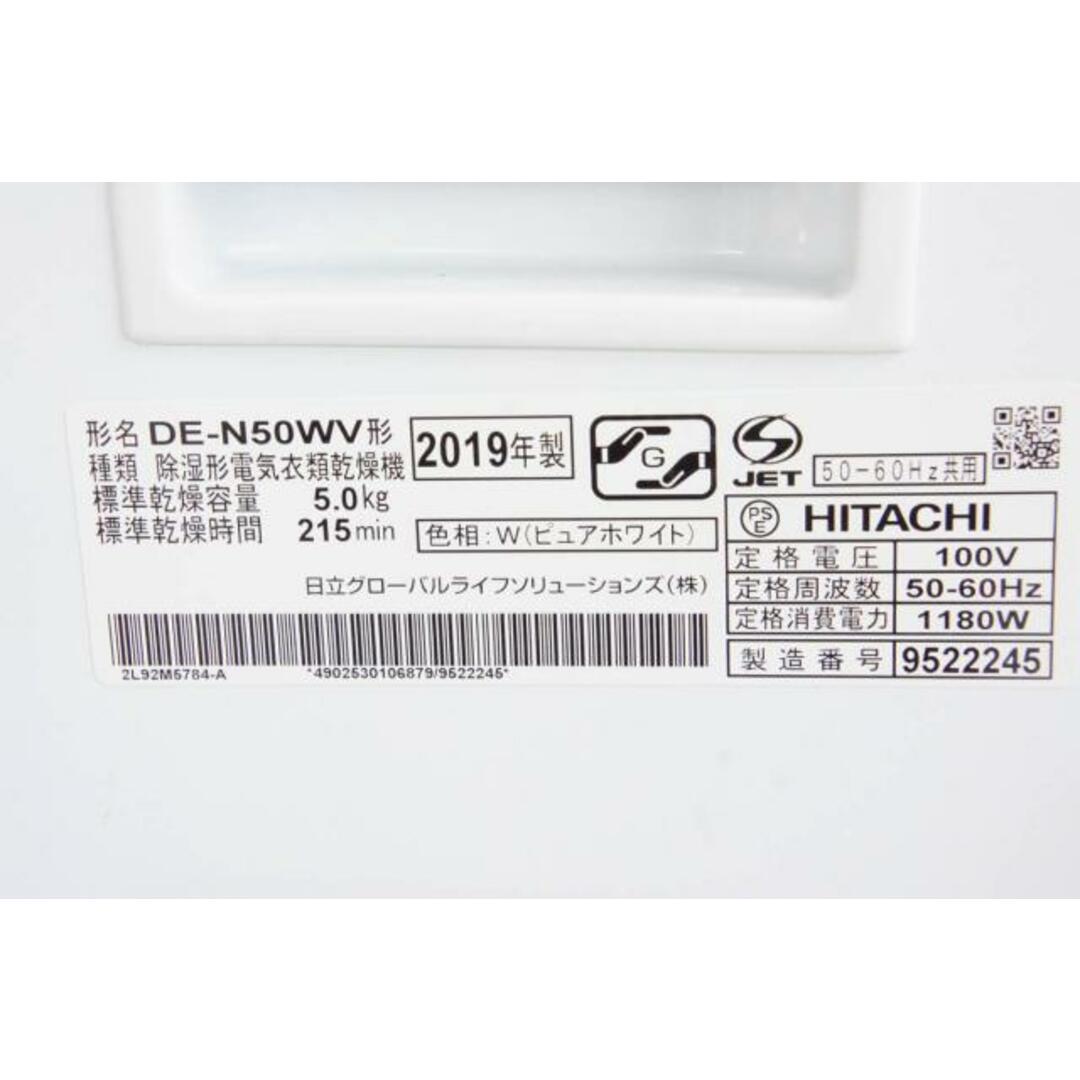 形名 DE-N50WV形
種類 除湿形電気衣類乾燥機
標準乾燥容量 5.0kg
標準乾燥時間 215min
2019年製
G
色相:W(ピュアホワイト)
日立グローバルライフソリューションズ(株)
2L92M5784-A *4902530106879/9522245*
S JET
50-60Hz共用
PSE HITACHI
定格電圧 100V
定格周波数 50-60Hz
定格消費電力 1180W
製造番号 9522245